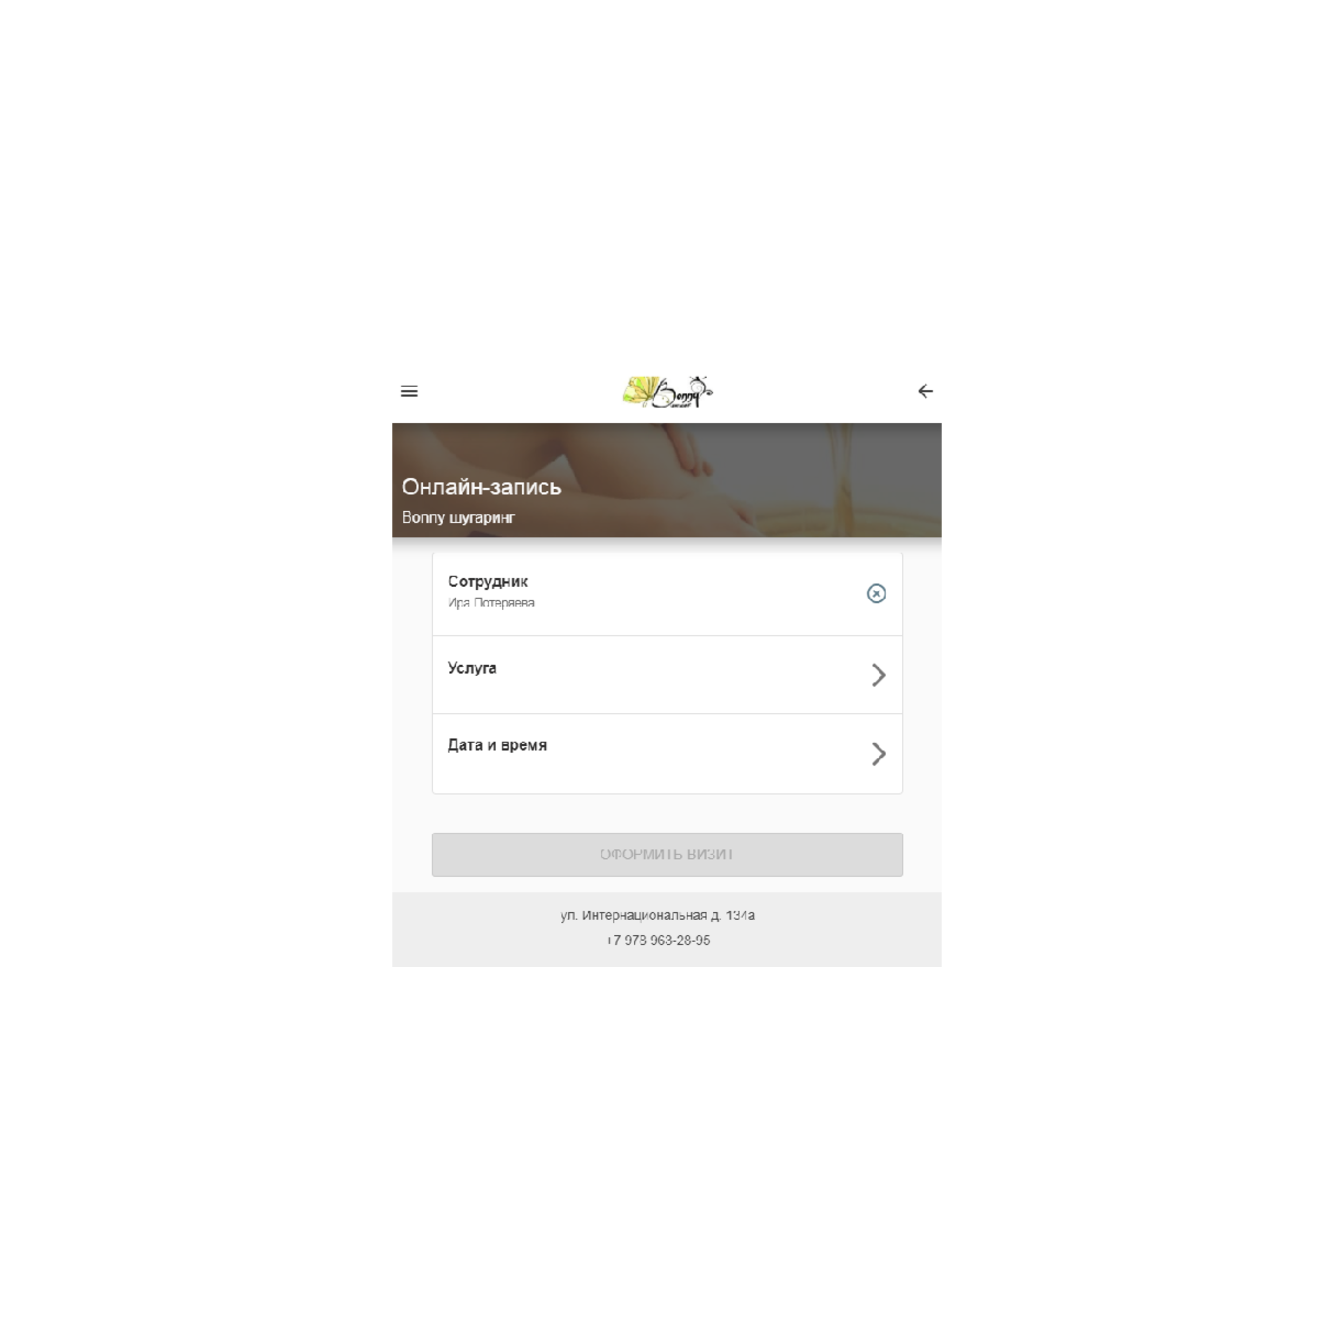 Bonny
Онлайн-запись
Bonny шугаринг
Сотрудник
Ира Потеряева
Услуга
Дата и время
ОФОРМИТЬ ВИЗИТ
ул. Интернациональная д. 134а
+7 978 963-28-95